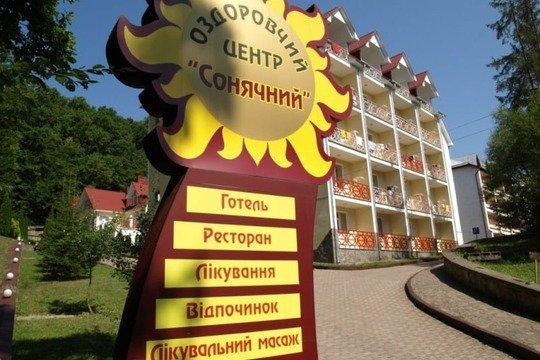 ОЗДОРОВЧИЙ
ЦЕНТР
"Сонячний"
Готель
Ресторан
Лікування
Відпочинок
Лікувальний масаж